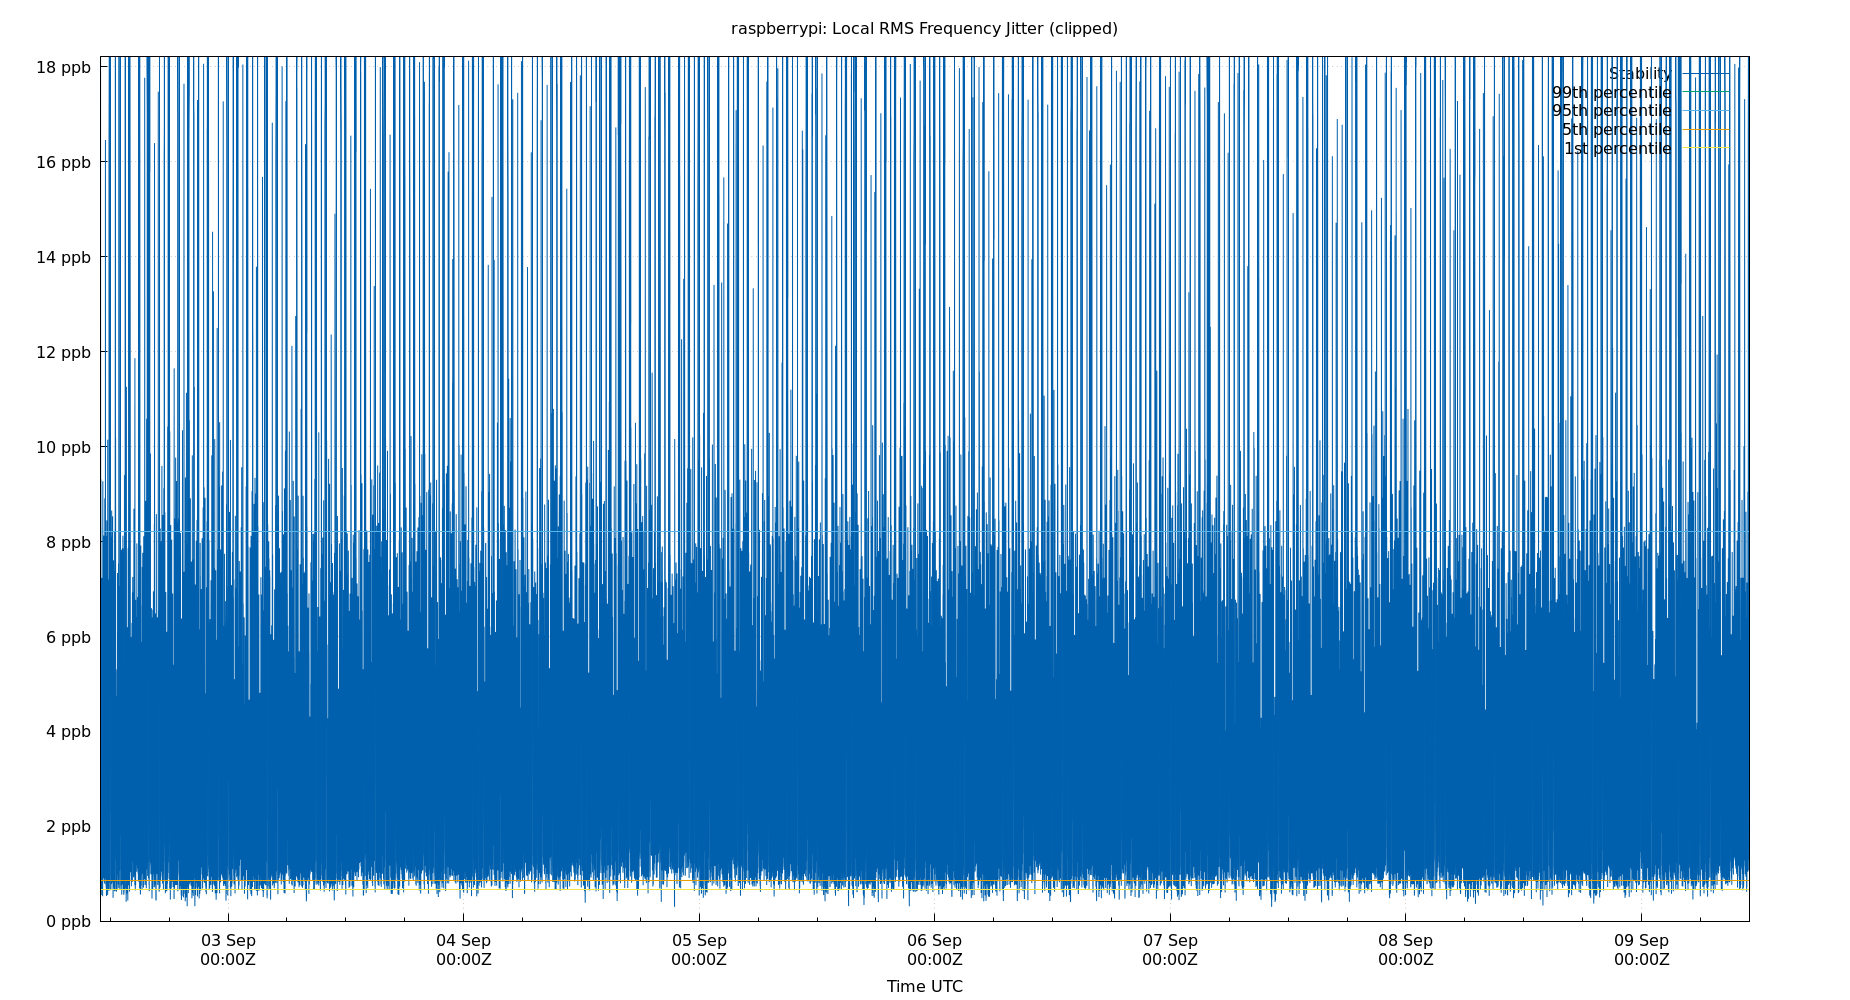 raspberrypi: Local RMS Frequency Jitter (clipped)
18 ppb
16 ppb
14 ppb
12 ppb
10 ppb
8 ppb
6 ppb
4 ppb
2 ppb
0 ppb
Stability
99th percentile
95th percentile
5th percentile
1st percentile
03 Sep 04 Sep 05 Sep 06 Sep 07 Sep 08 Sep 09 Sep
00:00Z 00:00Z 00:00Z 00:00Z 00:00Z 00:00Z 00:00Z
Time UTC